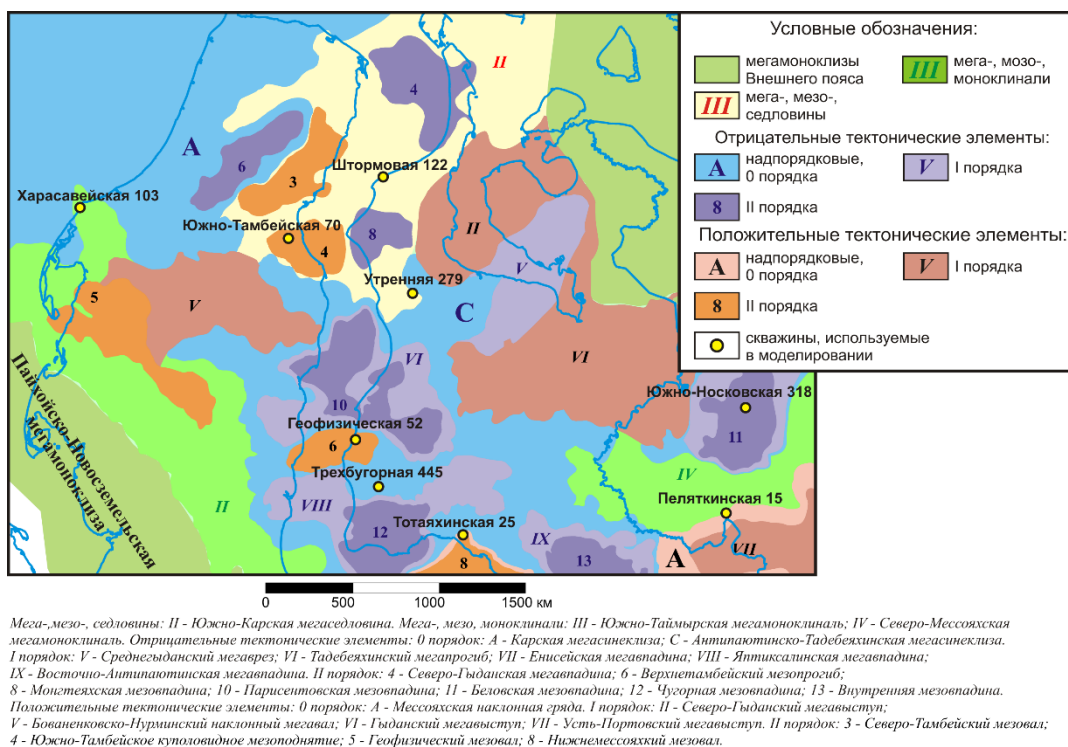 Условные обозначения:
мегамоноклизы
Внешнего пояса
III
мега-, мозо-,
моноклинали
III
мега-, мезо-,
седловины
Отрицательные тектонические элементы:
A
надпорядковые,
0 порядка
V
I порядка
8
II порядка
Положительные тектонические элементы:
A
надпорядковые,
0 порядка
V
I порядка
8
II порядка
скважины, используемые
в моделировании
II
4
A
6
3
Штормовая 122
Харасавейская 103
Южно-Тамбейская 70
4
8
II
V
Утренняя 279
5
V
C
VI
VI
10
Южно-Носковская 318
11
Геофизическая 52
6
Пайхойско-Новоземельская
мегамоноклиза
Трехбугорная 445
IV
Пеляткинская 15
II
VIII
12
Тотаяхинская 25
8
IX
13
A
VII
0 500 1000 1500 км
Мега-,мезо-, седловины: II - Южно-Карская мегаседловина. Мега-, мезо, моноклинали: III - Южно-Таймырская мегамоноклиналь; IV - Северо-Мессояхская
мегамоноклиналь. Отрицательные тектонические элементы: 0 порядок: А - Карская мегасинеклиза; С - Антипаютинско-Тадебеяхинская мегасинеклиза.
I порядок: V - Среднегыданский мегаврез; VI - Тадебеяхинский мегапрогиб; VII - Енисейская мегавпадина; VIII - Яптиксалинская мегавпадина;
IX - Восточно-Антипаютинская мегавпадина. II порядок: 4 - Северо-Гыданская мегавпадина; 6 - Верхнетамбейский мезопрогиб;
8 - Монгтеяхская мезовпадина; 10 - Парисентовская мезовпадина; 11 - Беловская мезовпадина; 12 - Чугорная мезовпадина; 13 - Внутренняя мезовпадина.
Положительные тектонические элементы: 0 порядок: А - Мессояхская наклонная гряда. I порядок: II - Северо-Гыданский мегавыступ;
V - Бованенковско-Нурминский наклонный мегавал; VI - Гыданский мегавыступ; VII - Усть-Портовский мегавыступ. II порядок: 3 - Северо-Тамбейский мезовал;
4 - Южно-Тамбейское куполовидное мезоподнятие; 5 - Геофизический мезовал; 8 - Нижнемессояхкий мезовал.